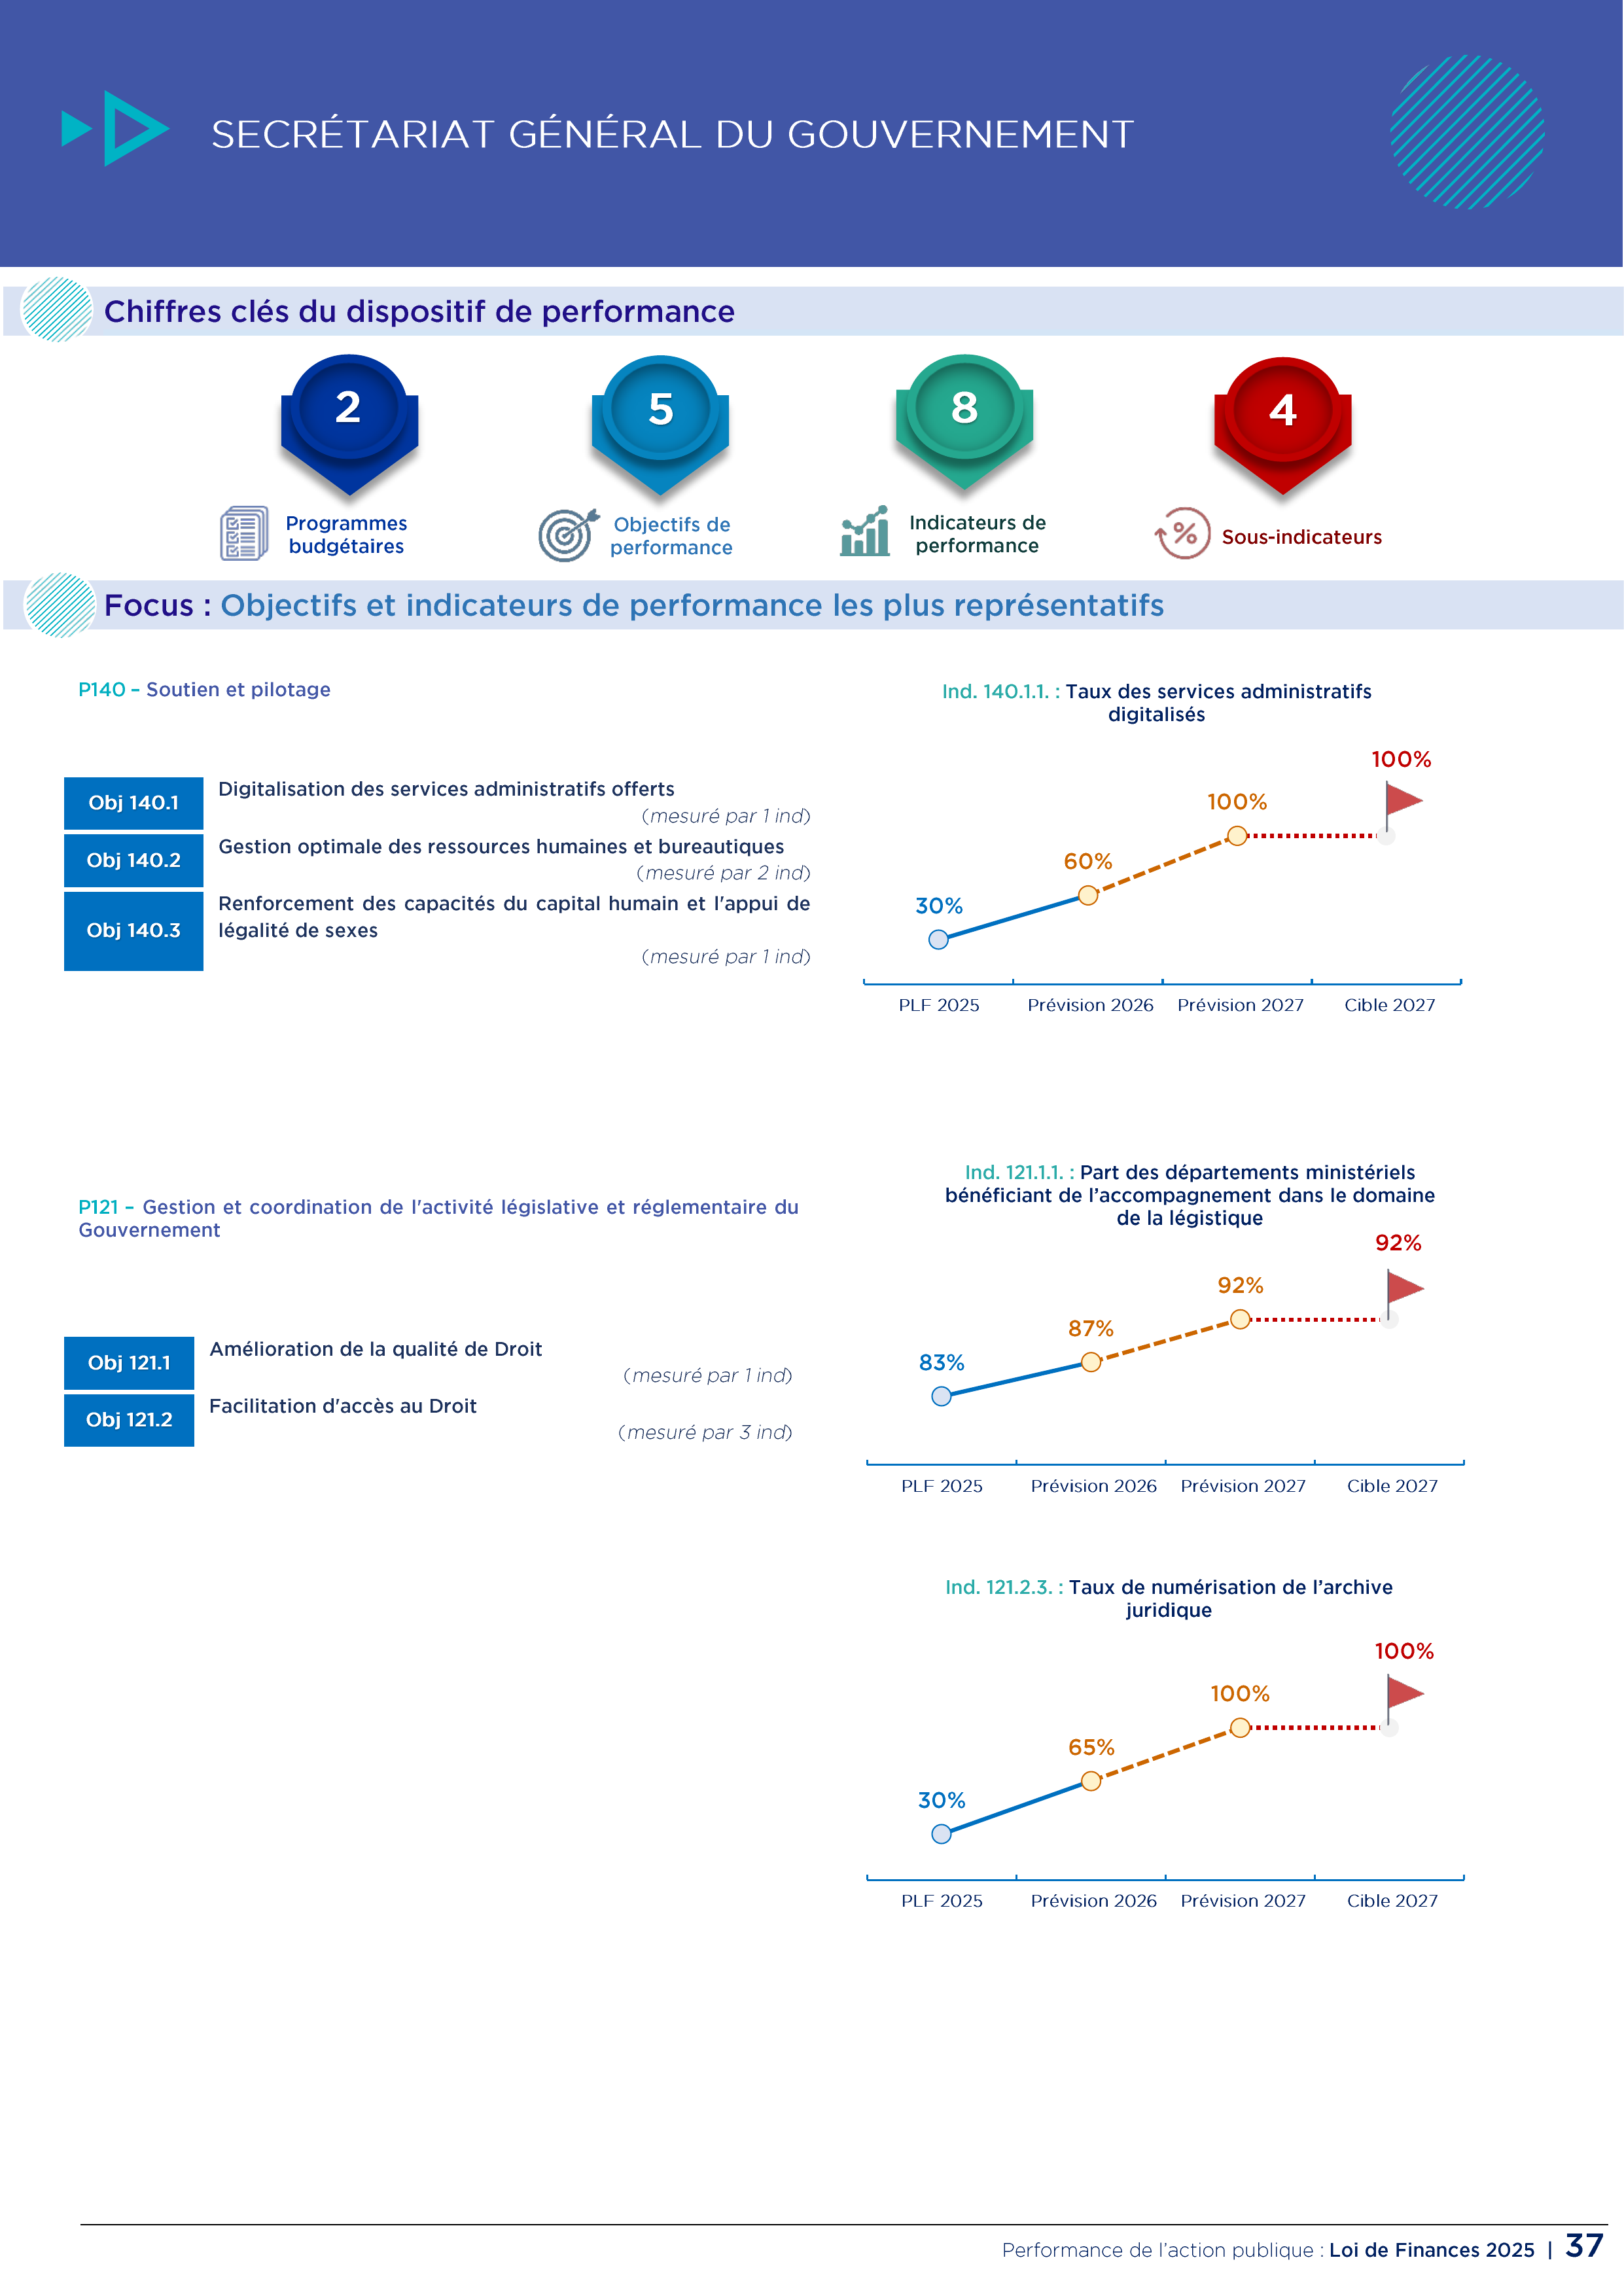 SECRÉTARIAT GÉNÉRAL DU GOUVERNEMENT
Chiffres clés du dispositif de performance
2
5
8
4
Programmes
budgétaires
Objectifs de
performance
Indicateurs de
performance
%
Sous-indicateurs
Focus : Objectifs et indicateurs de performance les plus représentatifs
P140 – Soutien et pilotage
Obj 140.1
Digitalisation des services administratifs offerts
(mesuré par 1 ind)
Obj 140.2
Gestion optimale des ressources humaines et bureautiques
(mesuré par 2 ind)
Obj 140.3
Renforcement des capacités du capital humain et l'appui de
légalité de sexes
(mesuré par 1 ind)
Ind. 140.1.1. : Taux des services administratifs
digitalisés
100%
100%
60%
30%
PLF 2025 Prévision 2026 Prévision 2027 Cible 2027
P121 – Gestion et coordination de l'activité législative et réglementaire du
Gouvernement
Obj 121.1
Amélioration de la qualité de Droit
(mesuré par 1 ind)
Obj 121.2
Facilitation d'accès au Droit
(mesuré par 3 ind)
Ind. 121.1.1. : Part des départements ministériels
bénéficiant de l’accompagnement dans le domaine
de la légistique
92%
92%
87%
83%
PLF 2025 Prévision 2026 Prévision 2027 Cible 2027
Ind. 121.2.3. : Taux de numérisation de l’archive
juridique
100%
100%
65%
30%
PLF 2025 Prévision 2026 Prévision 2027 Cible 2027
Performance de l’action publique : Loi de Finances 2025 | 37